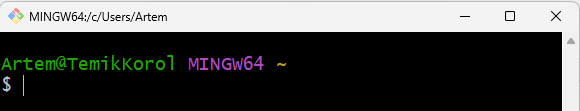 MINGW64:/c/Users/Artem
Artem@TemikKorol MINGW64 ~
$